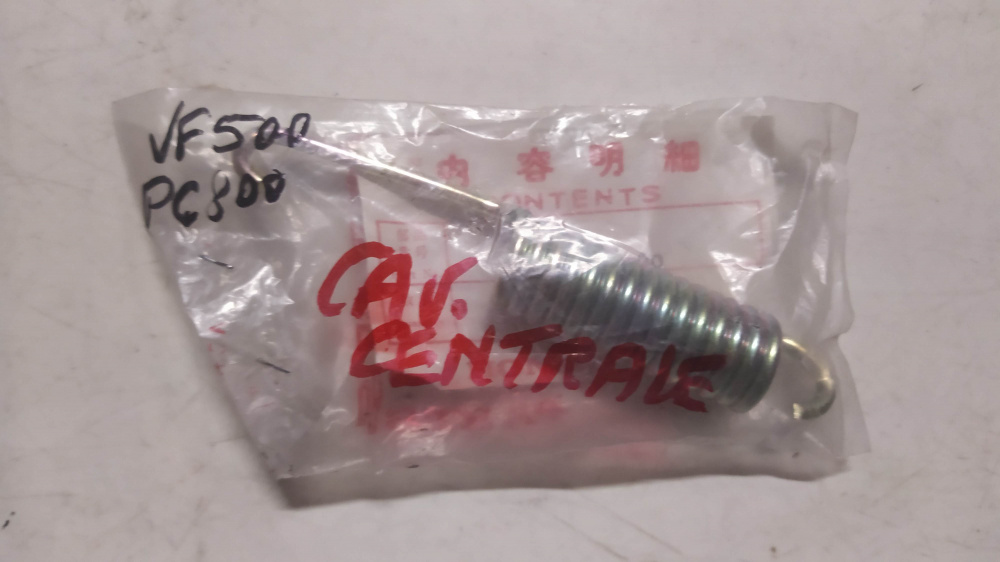 VF500
PC800
内容明細
CONTENTS
CAV.
CENTRALE